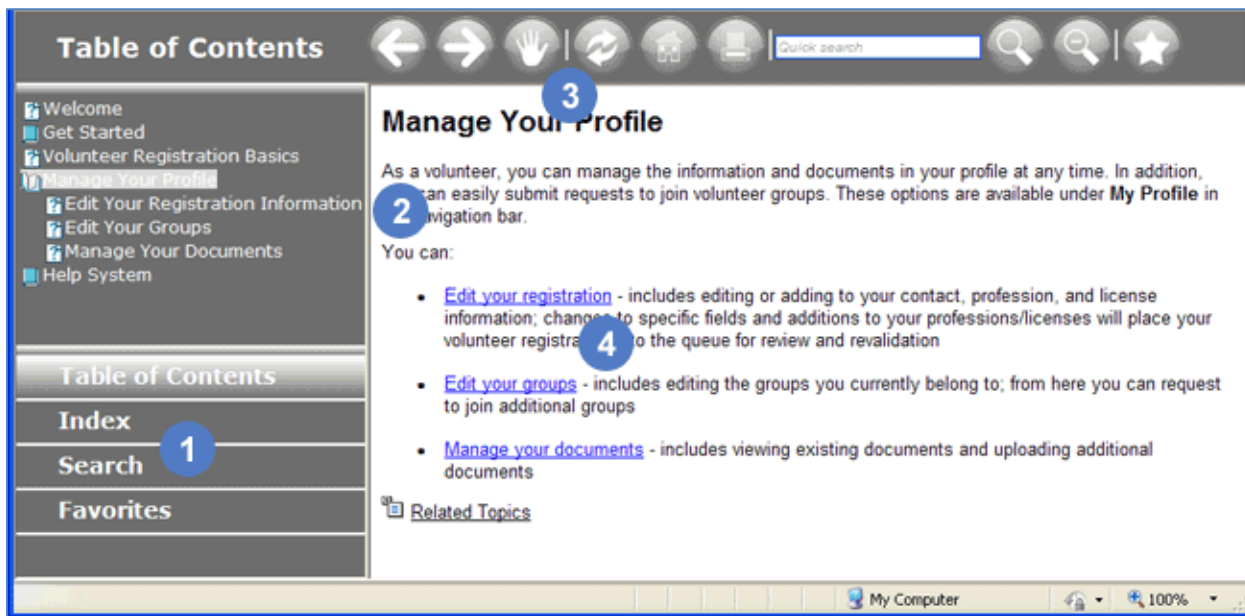 Table of Contents
Quick search
Welcome
Get Started
Volunteer Registration Basics
Manage Your Profile
Edit Your Registration Information
Edit Your Groups
Manage Your Documents
Help System
Table of Contents
Index
Search
Favorites
1
2
3
4
Manage Your Profile
As a volunteer, you can manage the information and documents in your profile at any time. In addition,
can easily submit requests to join volunteer groups. These options are available under My Profile in
navigation bar.
You can:
Edit your registration - includes editing or adding to your contact, profession, and license
information; changes to specific fields and additions to your professions/licenses will place your
volunteer to the queue for review and revalidation
Edit your groups - includes editing the groups you currently belong to; from here you can request
to join additional groups
Manage your documents - includes viewing existing documents and uploading additional
documents
Related Topics
My Computer
100%